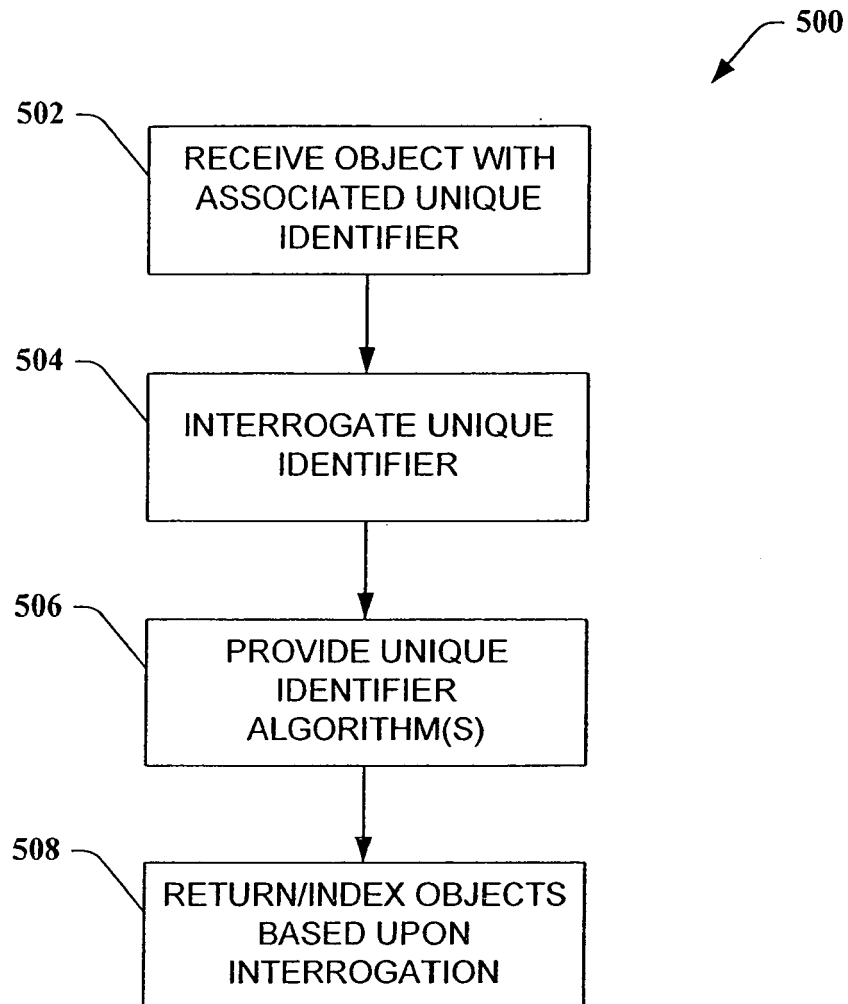 500
502
RECEIVE OBJECT WITH
ASSOCIATED UNIQUE
IDENTIFIER
504
INTERROGATE UNIQUE
IDENTIFIER
506
PROVIDE UNIQUE
IDENTIFIER
ALGORITHM(S)
508
RETURN/INDEX OBJECTS
BASED UPON
INTERROGATION